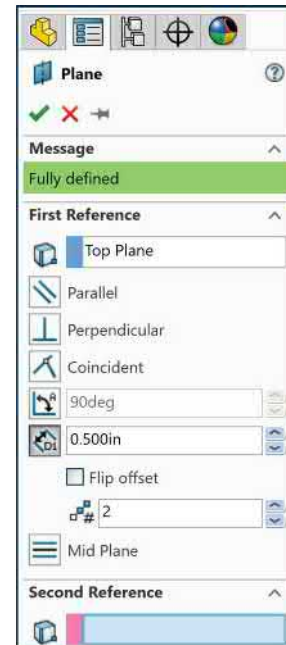 Plane
Message
Fully defined
First Reference
Top Plane
Parallel
Perpendicular
Coincident
90deg
D1 0.500in
Flip offset
# 2
Mid Plane
Second Reference